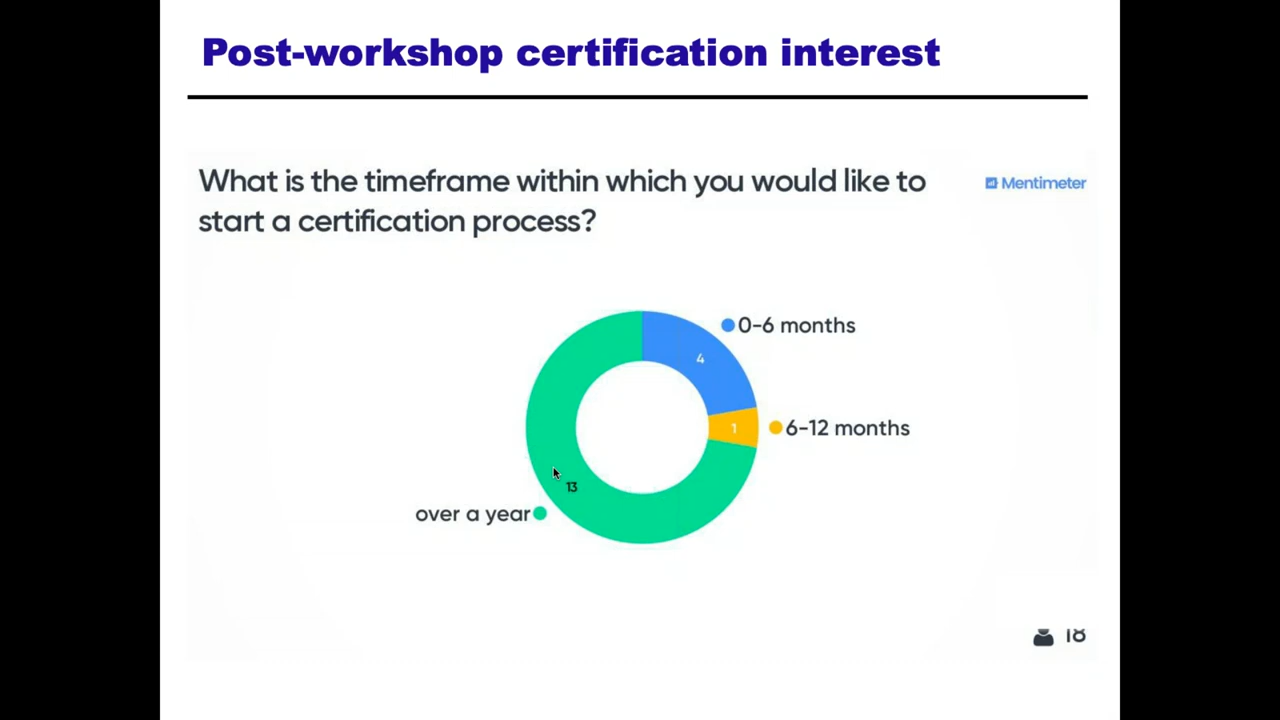 Post-workshop certification interest
What is the timeframe within which you would like to
start a certification process?
Mentimeter
0-6 months
4
1
6-12 months
13
over a year
18